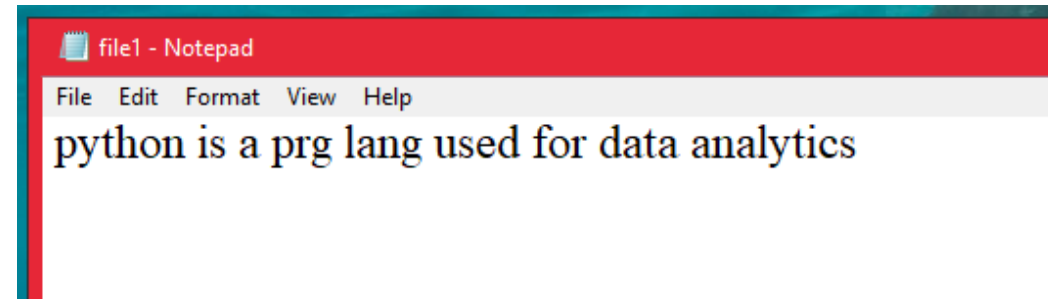 file1 - Notepad
File Edit Format View Help
python is a prg lang used for data analytics